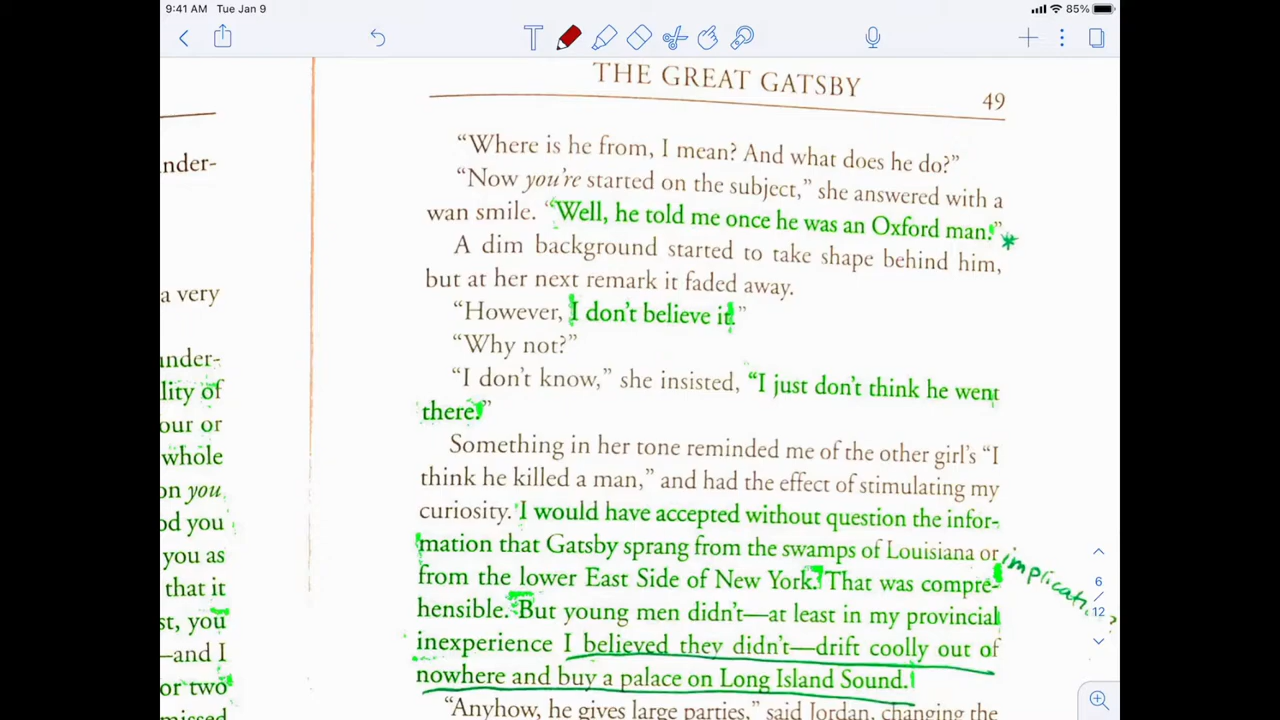 9:41 AM Tue Jan 9
85%
T
THE GREAT GATSBY
49
“Where is he from, I mean? And what does he do?”
“Now you’re started on the subject,” she answered with a
wan smile. “Well, he told me once he was an Oxford man.”*
A dim background started to take shape behind him,
but at her next remark it faded away.
“However, I don’t believe it.”
“Why not?”
“I don’t know,” she insisted, “I just don’t think he went
there.”
Something in her tone reminded me of the other girl’s “I
think he killed a man,” and had the effect of stimulating my
curiosity. I would have accepted without question the infor-
mation that Gatsby sprang from the swamps of Louisiana or
from the lower East Side of New York. That was compre-
hensible. But young men didn’t—at least in my provincial
inexperience I believed they didn’t—drift coolly out of
nowhere and buy a palace on Long Island Sound.
“Anyhow, he gives large parties,” said Jordan, changing the
nder-
a very
nder-
lity of
our or
whole
on you
od you
you as
that it
st, you
—and I
or two
missed
6
/
12